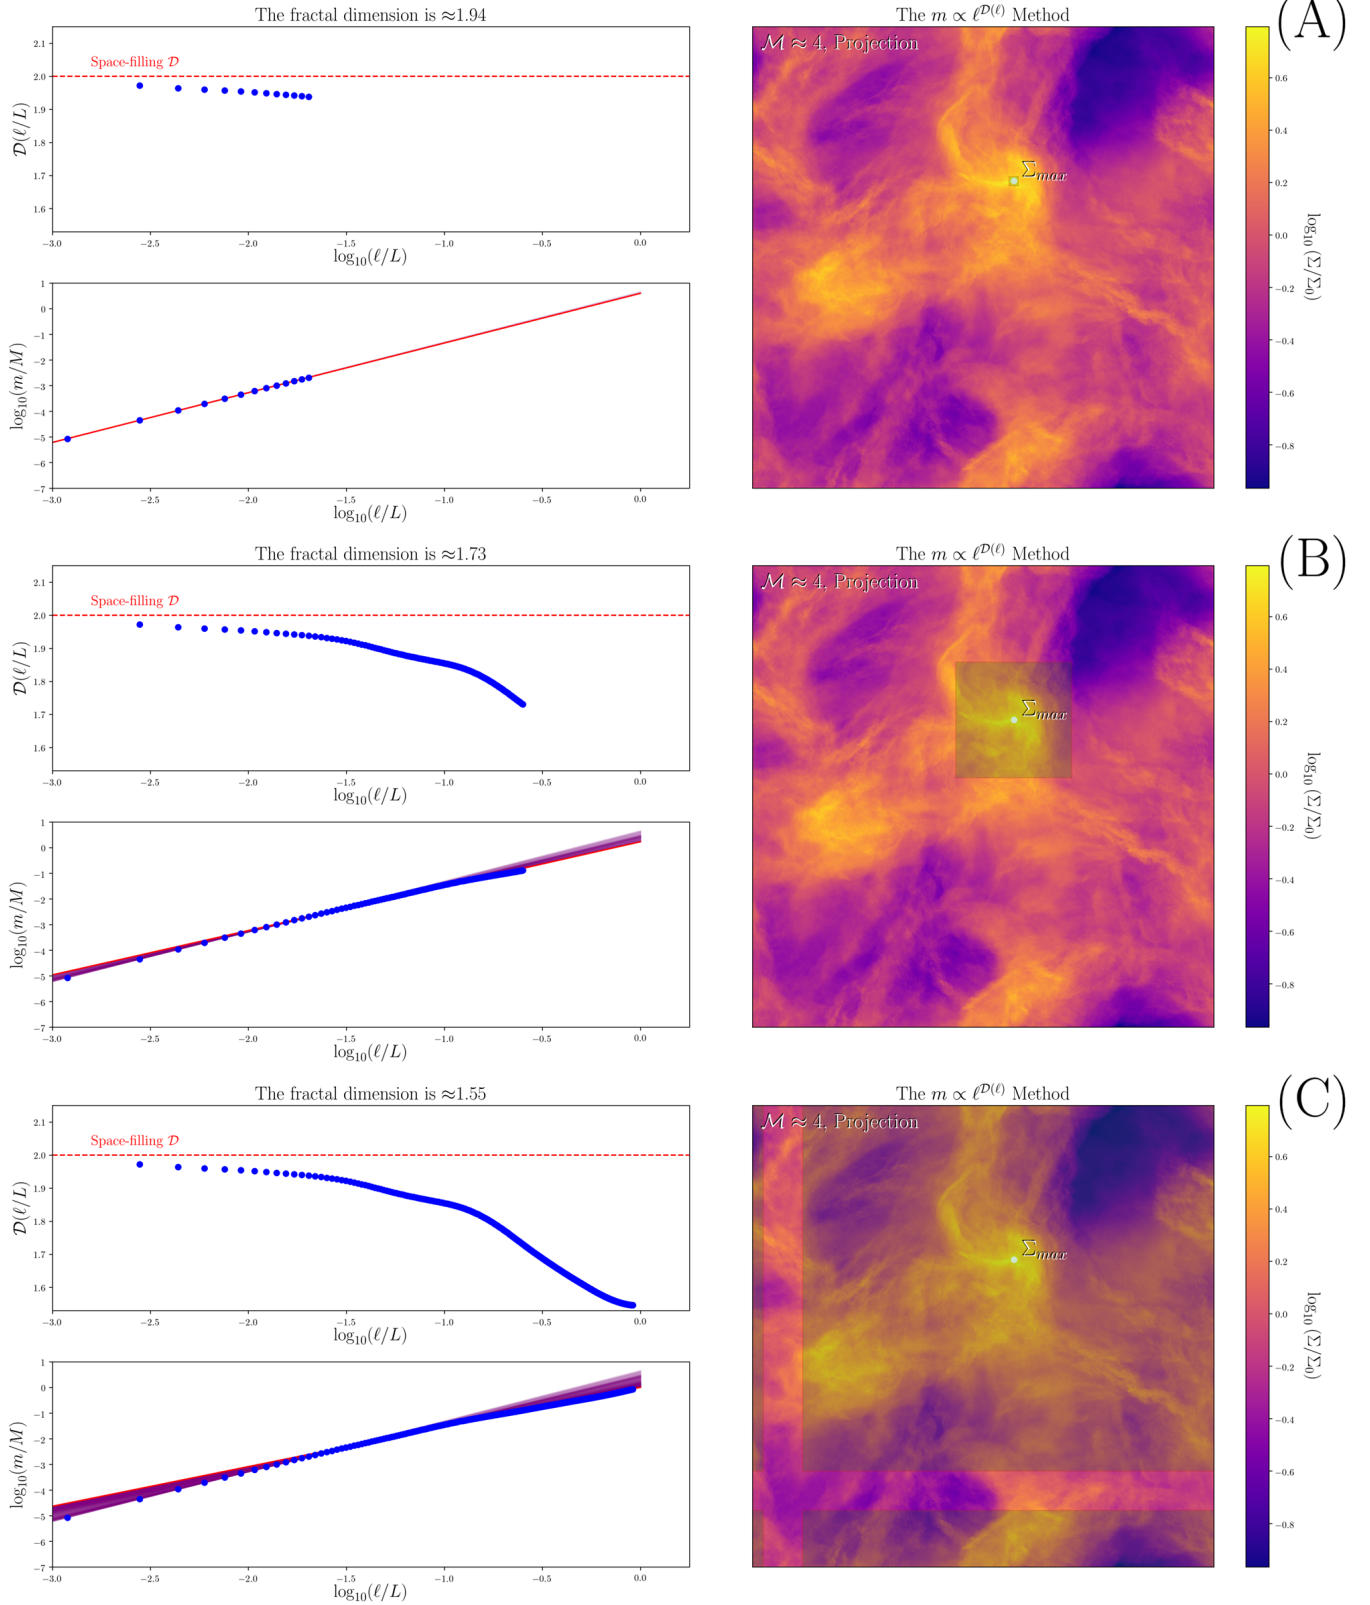 The fractal dimension is ≈1.94
Space-filling 𝒟
𝒟(ℓ/L)
2.1
2.0
1.9
1.8
1.7
1.6
-3.0 -2.5 -2.0 -1.5 -1.0 -0.5 0.0
log₁₀(ℓ/L)
log₁₀(m/M)
1
0
−1
−2
−3
−4
−5
−6
−7
-3.0 -2.5 -2.0 -1.5 -1.0 -0.5 0.0
log₁₀(ℓ/L)
The m ∝ ℓ^𝒟(ℓ) Method
(A)
ℳ ≈ 4, Projection
Σmax
0.6
0.4
0.2
0.0
−0.2
−0.4
−0.6
−0.8
log₁₀(Σ/Σ₀)
The fractal dimension is ≈1.73
Space-filling 𝒟
𝒟(ℓ/L)
2.1
2.0
1.9
1.8
1.7
1.6
-3.0 -2.5 -2.0 -1.5 -1.0 -0.5 0.0
log₁₀(ℓ/L)
log₁₀(m/M)
1
0
−1
−2
−3
−4
−5
−6
−7
-3.0 -2.5 -2.0 -1.5 -1.0 -0.5 0.0
log₁₀(ℓ/L)
The m ∝ ℓ^𝒟(ℓ) Method
(B)
ℳ ≈ 4, Projection
Σmax
0.6
0.4
0.2
0.0
−0.2
−0.4
−0.6
−0.8
log₁₀(Σ/Σ₀)
The fractal dimension is ≈1.55
Space-filling 𝒟
𝒟(ℓ/L)
2.1
2.0
1.9
1.8
1.7
1.6
-3.0 -2.5 -2.0 -1.5 -1.0 -0.5 0.0
log₁₀(ℓ/L)
log₁₀(m/M)
1
0
−1
−2
−3
−4
−5
−6
−7
-3.0 -2.5 -2.0 -1.5 -1.0 -0.5 0.0
log₁₀(ℓ/L)
The m ∝ ℓ^𝒟(ℓ) Method
(C)
ℳ ≈ 4, Projection
Σmax
0.6
0.4
0.2
0.0
−0.2
−0.4
−0.6
−0.8
log₁₀(Σ/Σ₀)